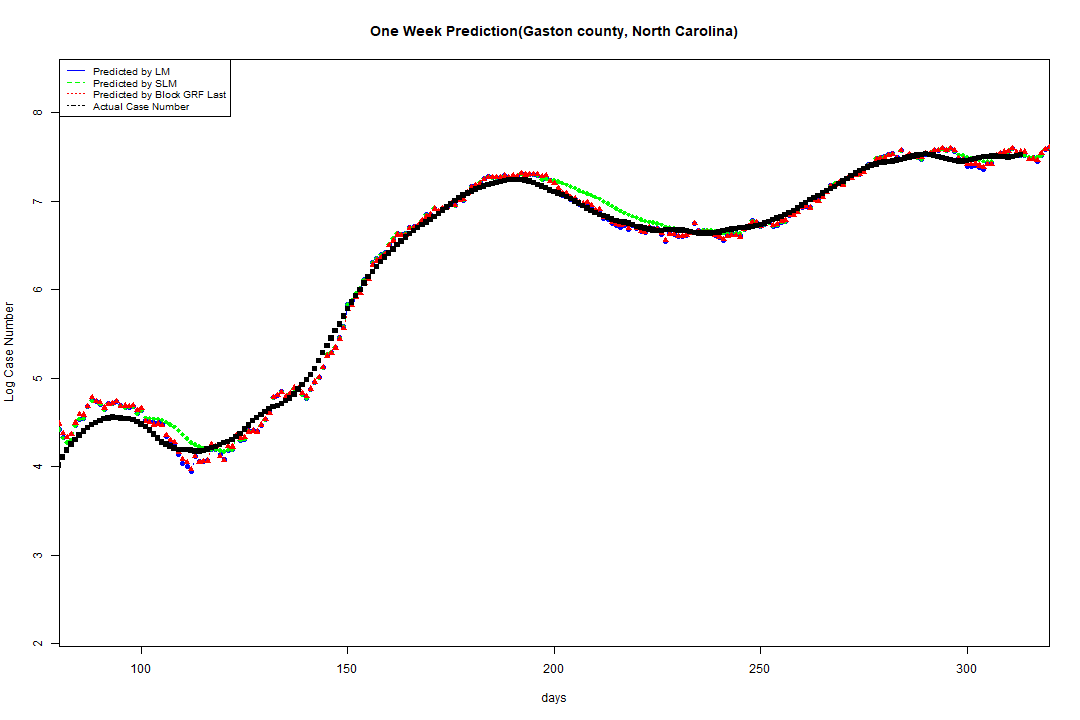 One Week Prediction(Gaston county, North Carolina)
Predicted by LM
Predicted by SLM
Predicted by Block GRF Last
Actual Case Number
8
7
6
5
4
3
2
Log Case Number
100 150 200 250 300
days